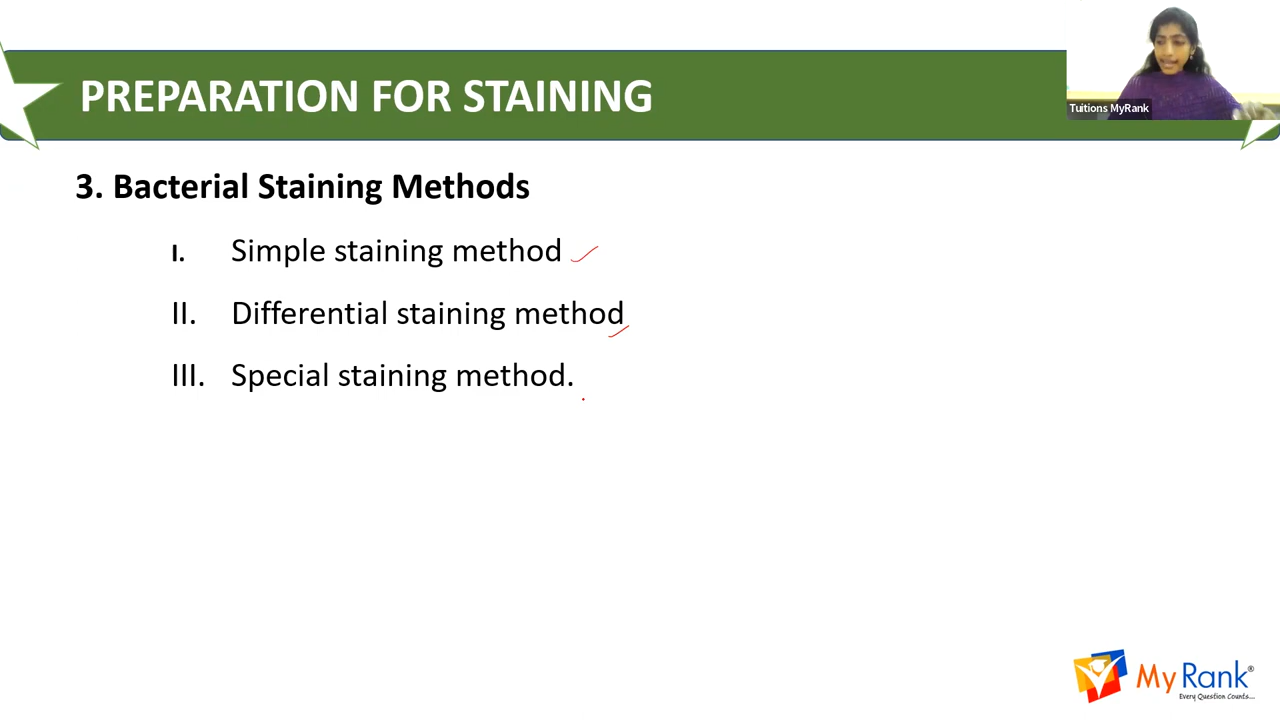 PREPARATION FOR STAINING
Tuitions MyRank
3. Bacterial Staining Methods
I. Simple staining method
II. Differential staining method
III. Special staining method.
My Rank®
Every Question Counts...